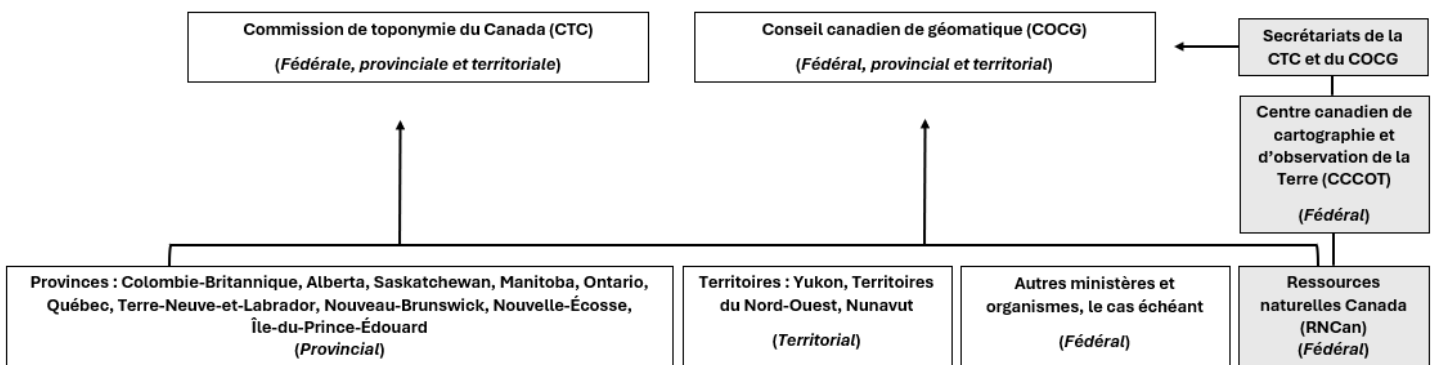 Commission de toponymie du Canada (CTC)
(Fédérale, provinciale et territoriale)
Conseil canadien de géomatique (COCG)
(Fédéral, provincial et territorial)
Secrétariats de la
CTC et du COCG
Centre canadien de
cartographie et
d’observation de la
Terre (CCCOT)
(Fédéral)
Provinces : Colombie-Britannique, Alberta, Saskatchewan, Manitoba, Ontario,
Québec, Terre-Neuve-et-Labrador, Nouveau-Brunswick, Nouvelle-Écosse,
Île-du-Prince-Édouard
(Provincial)
Territoires : Yukon, Territoires
du Nord-Ouest, Nunavut
(Territorial)
Autres ministères et
organismes, le cas échéant
(Fédéral)
Ressources
naturelles Canada
(RNCan)
(Fédéral)